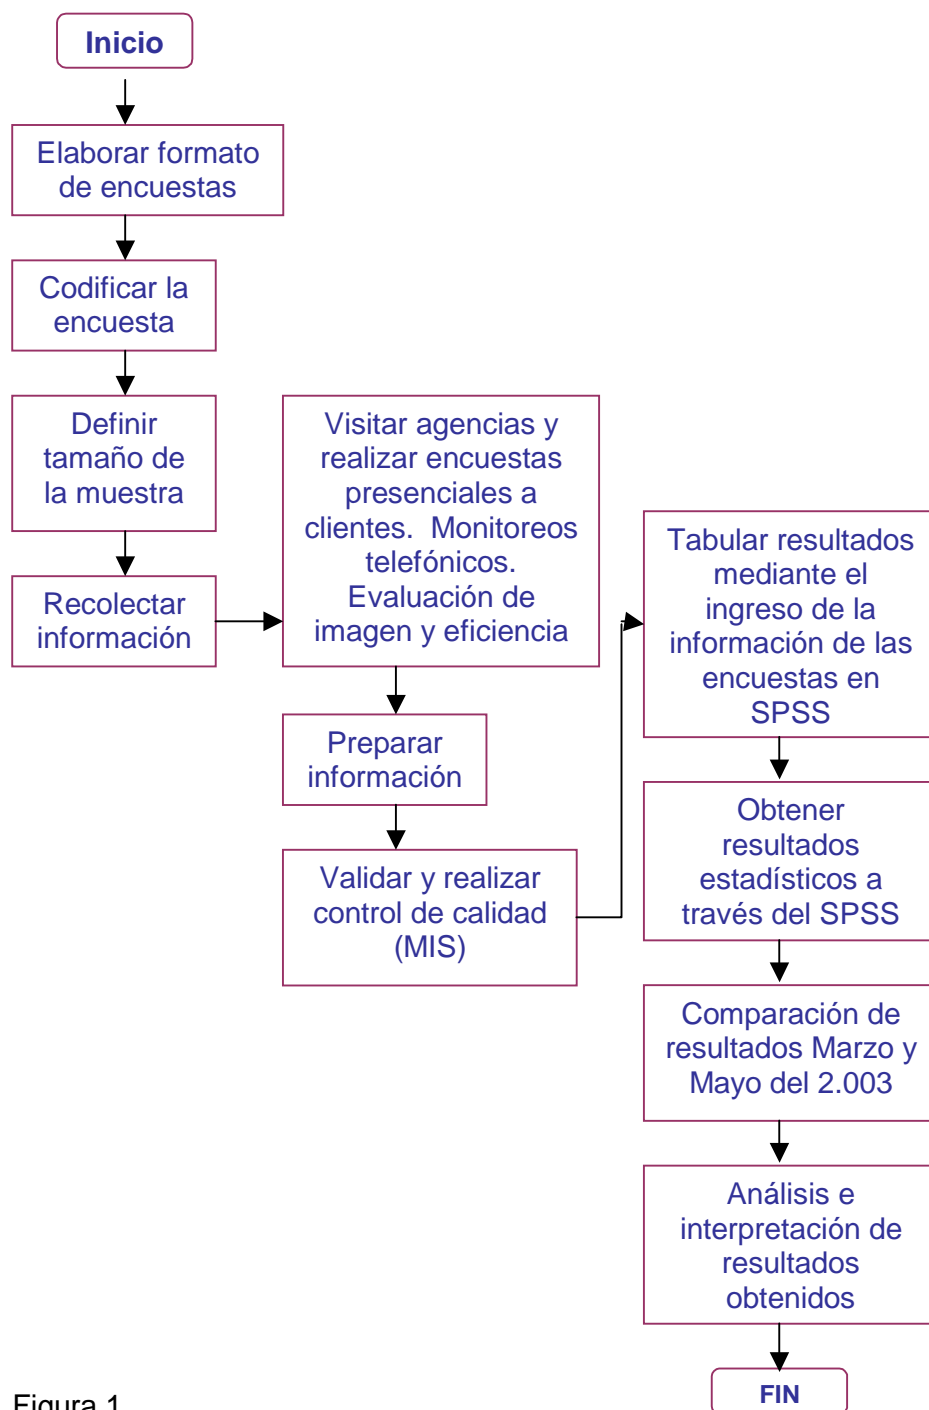 Inicio
Elaborar formato
de encuestas
Codificar la
encuesta
Definir
tamaño de
la muestra
Recolectar
información
Visitar agencias y
realizar encuestas
presenciales a
clientes.  Monitoreos
telefónicos.
Evaluación de
imagen y eficiencia
Preparar
información
Validar y realizar
control de calidad
(MIS)
Tabular resultados
mediante el
ingreso de la
información de las
encuestas en
SPSS
Obtener
resultados
estadísticos a
través del SPSS
Comparación de
resultados Marzo y
Mayo del 2.003
Análisis e
interpretación de
resultados
obtenidos
FIN
Figura 1